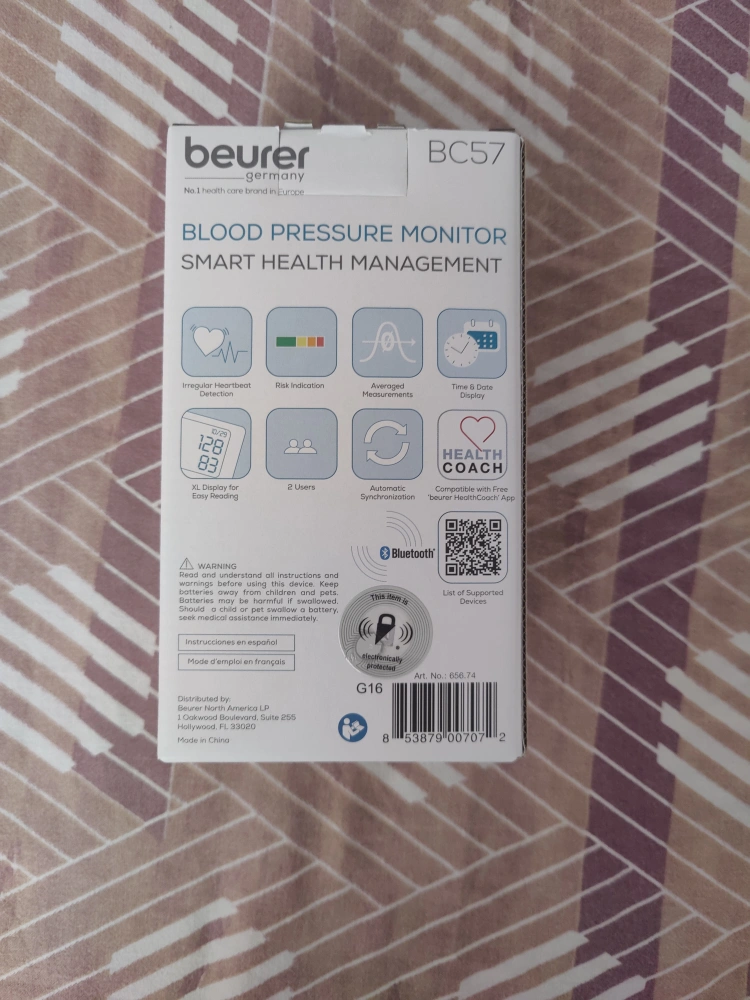 beurer
germany
No.1 health care brand in Europe
BC57
BLOOD PRESSURE MONITOR
SMART HEALTH MANAGEMENT
Irregular Heartbeat
Detection
Risk Indication
Averaged
Measurements
Time & Date
Display
10/29
128
83
XL Display for
Easy Reading
2 Users
Automatic
Synchronization
HEALTH
COACH
Compatible with Free
'beurer HealthCoach' App
Bluetooth®
List of Supported
Devices
WARNING
Read and understand all instructions and
warnings before using this device. Keep
batteries away from children and pets.
Batteries may be harmful if swallowed.
Should a child or pet swallow a battery,
seek medical assistance immediately.
Instrucciones en español
Mode d'emploi en français
This item is
electronically
protected
Distributed by:
Beurer North America LP
1 Oakwood Boulevard, Suite 255
Hollywood, FL 33020
Made in China
Art. No.: 656.74
G16
8 53879 00707 2